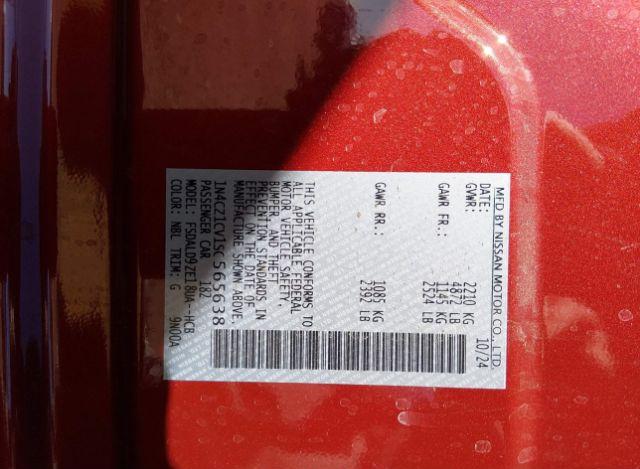 MFD BY NISSAN MOTOR CO., LTD.
DATE: 10/24
GVWR: 2210 KG
4872 LB
GAWR FR.: 1145 KG
2524 LB
GAWR RR.: 1085 KG
2392 LB
THIS VEHICLE CONFORMS TO
ALL APPLICABLE FEDERAL
MOTOR VEHICLE SAFETY,
BUMPER, AND THEFT
PREVENTION STANDARDS IN
EFFECT ON THE DATE OF
MANUFACTURE SHOWN ABOVE.
1N4CZ1CV1SC565638
PASSENGER CAR 182
MODEL: FSDALD9ZE1 8UA--HCB
COLOR: NBL TRIM: G 9N00A